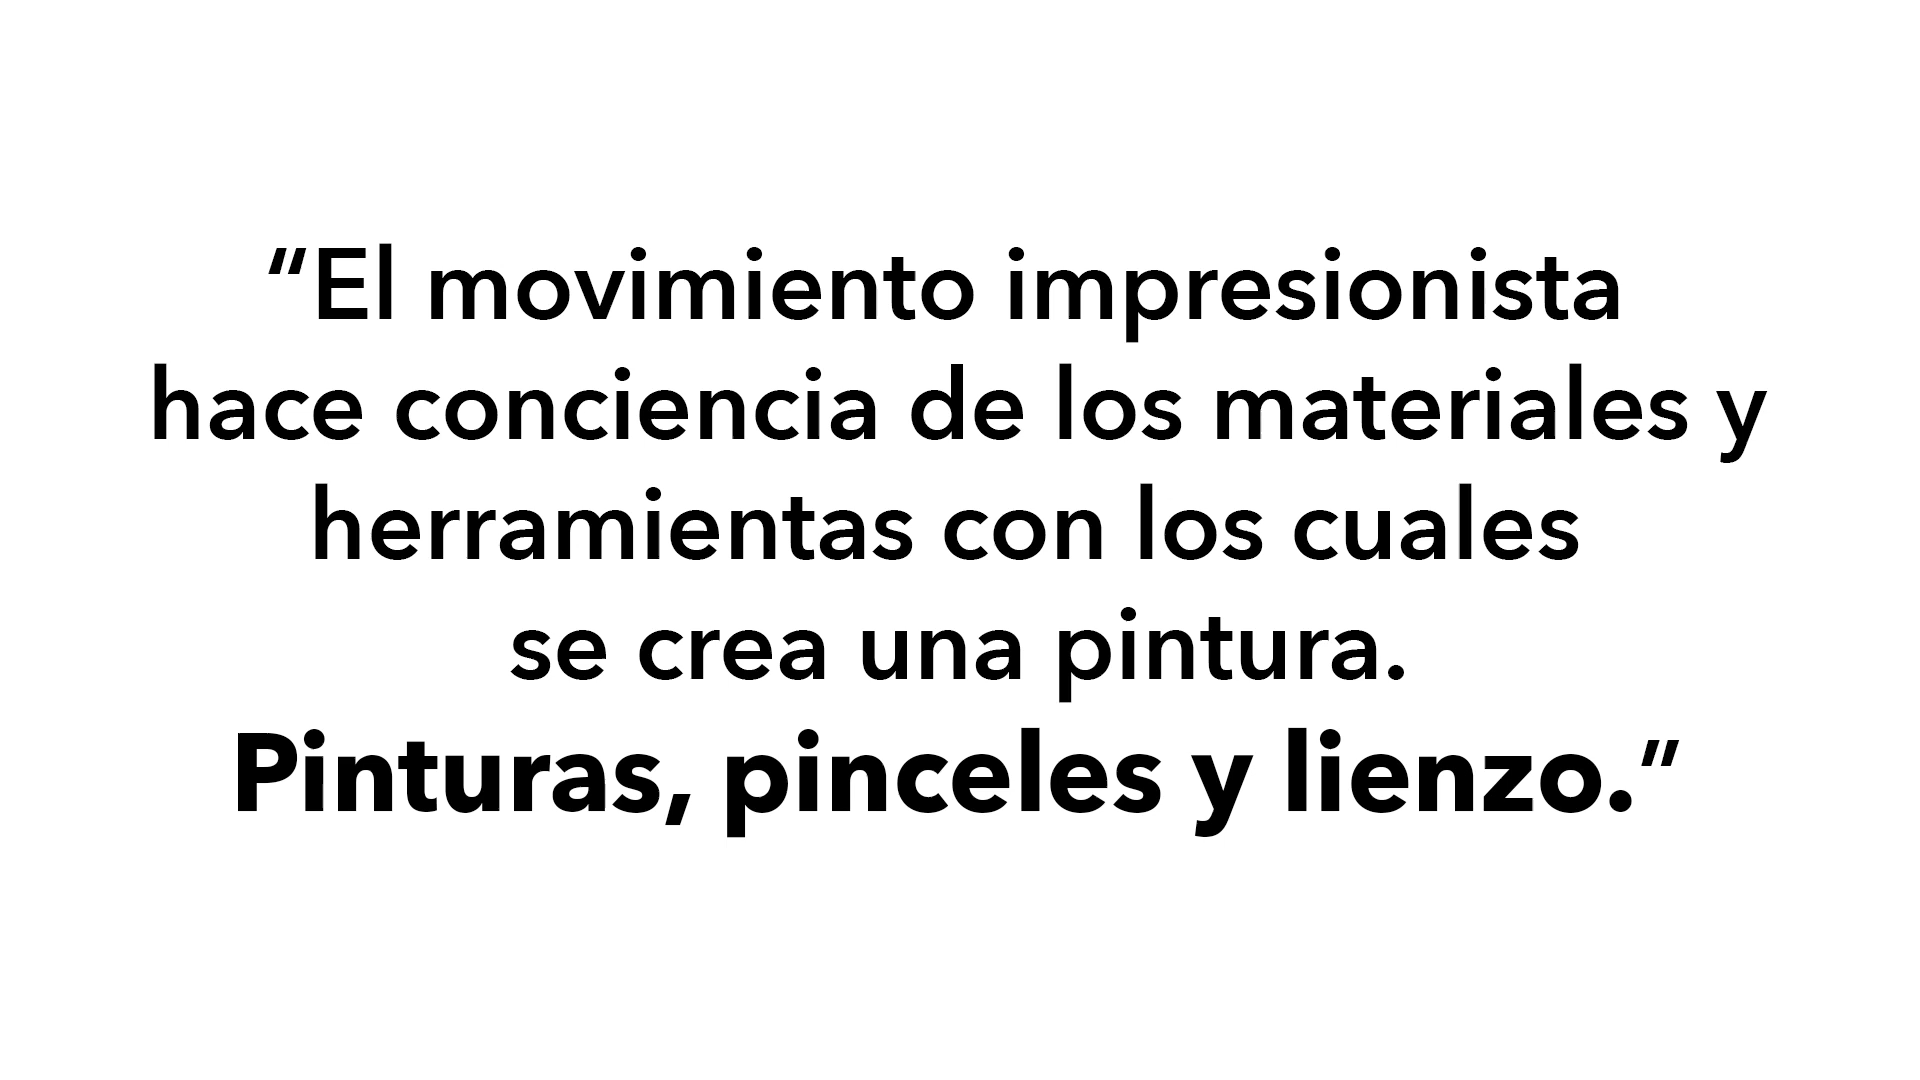 “El movimiento impresionista
hace conciencia de los materiales y
herramientas con los cuales
se crea una pintura.
Pinturas, pinceles y lienzo.”